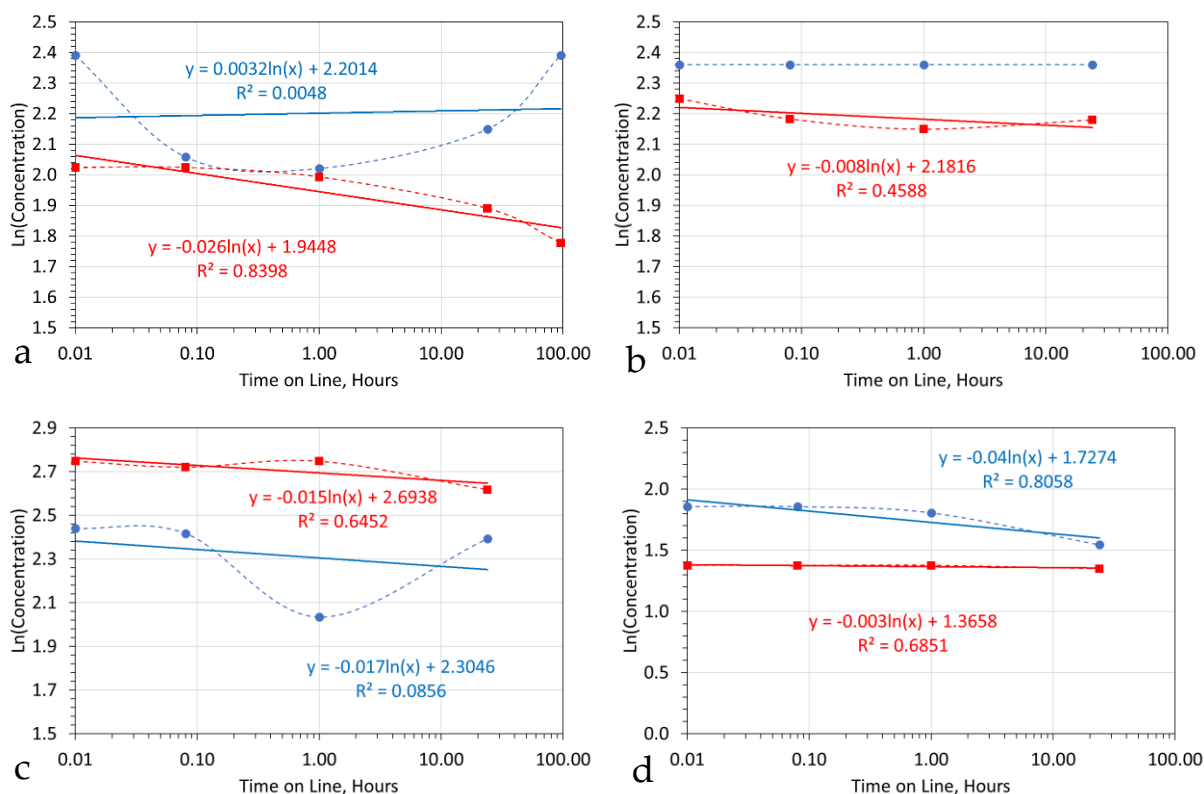 2.5
2.4
2.3
2.2
2.1
2.0
1.9
1.8
1.7
1.6
1.5
Ln(Concentration)
y = 0.0032ln(x) + 2.2014
R² = 0.0048
y = -0.026ln(x) + 1.9448
R² = 0.8398
0.01 0.10 1.00 10.00 100.00
Time on Line, Hours
a
2.5
2.4
2.3
2.2
2.1
2.0
1.9
1.8
1.7
1.6
1.5
Ln(Concentration)
y = -0.008ln(x) + 2.1816
R² = 0.4588
0.01 0.10 1.00 10.00 100.00
Time on Line, Hours
b
2.9
2.7
2.5
2.3
2.1
1.9
1.7
1.5
Ln(Concentration)
y = -0.015ln(x) + 2.6938
R² = 0.6452
y = -0.017ln(x) + 2.3046
R² = 0.0856
0.01 0.10 1.00 10.00 100.00
Time on Line, Hours
c
2.5
2.0
1.5
1.0
0.5
0.0
Ln(Concentration)
y = -0.04ln(x) + 1.7274
R² = 0.8058
y = -0.003ln(x) + 1.3658
R² = 0.6851
0.01 0.10 1.00 10.00 100.00
Time on Line, Hours
d